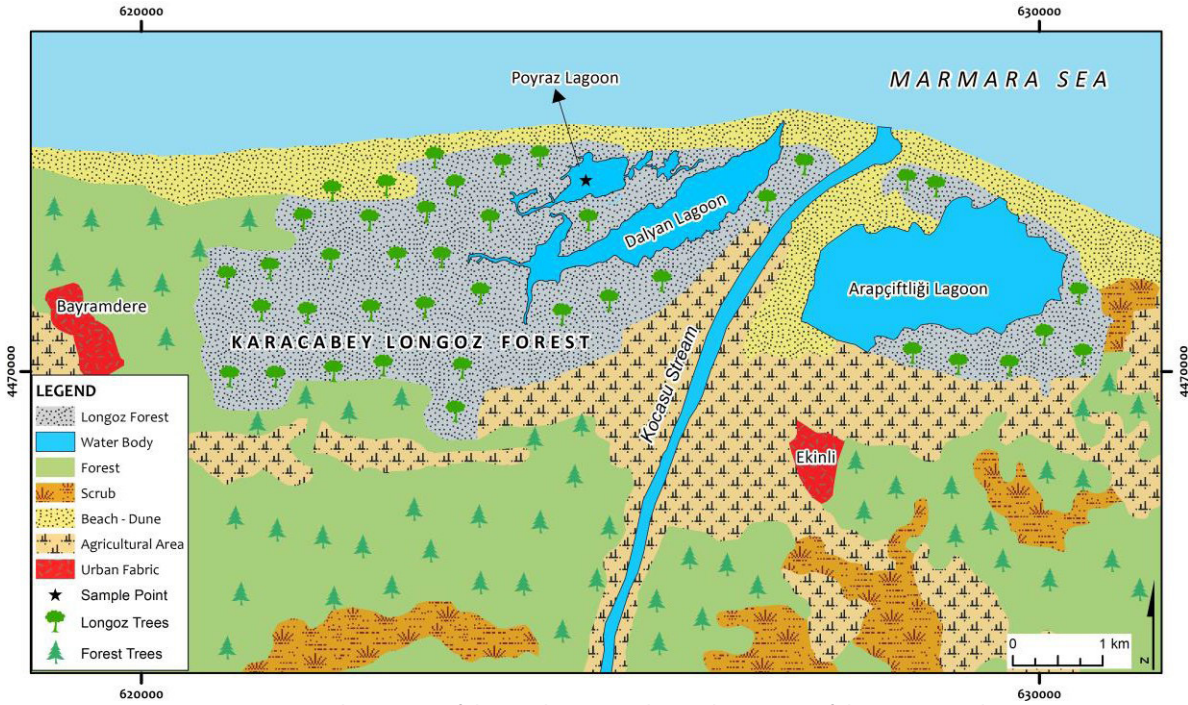 620000
630000
Poyraz Lagoon
MARMARA SEA
Dalyan Lagoon
Arapçiftliği Lagoon
Bayramdere
KARACABEY LONGOZ FOREST
Kocasu Stream
4470000
4470000
Ekinli
LEGEND
Longoz Forest
Water Body
Forest
Scrub
Beach - Dune
Agricultural Area
Urban Fabric
Sample Point
Longoz Trees
Forest Trees
0 1 km
N
620000
630000